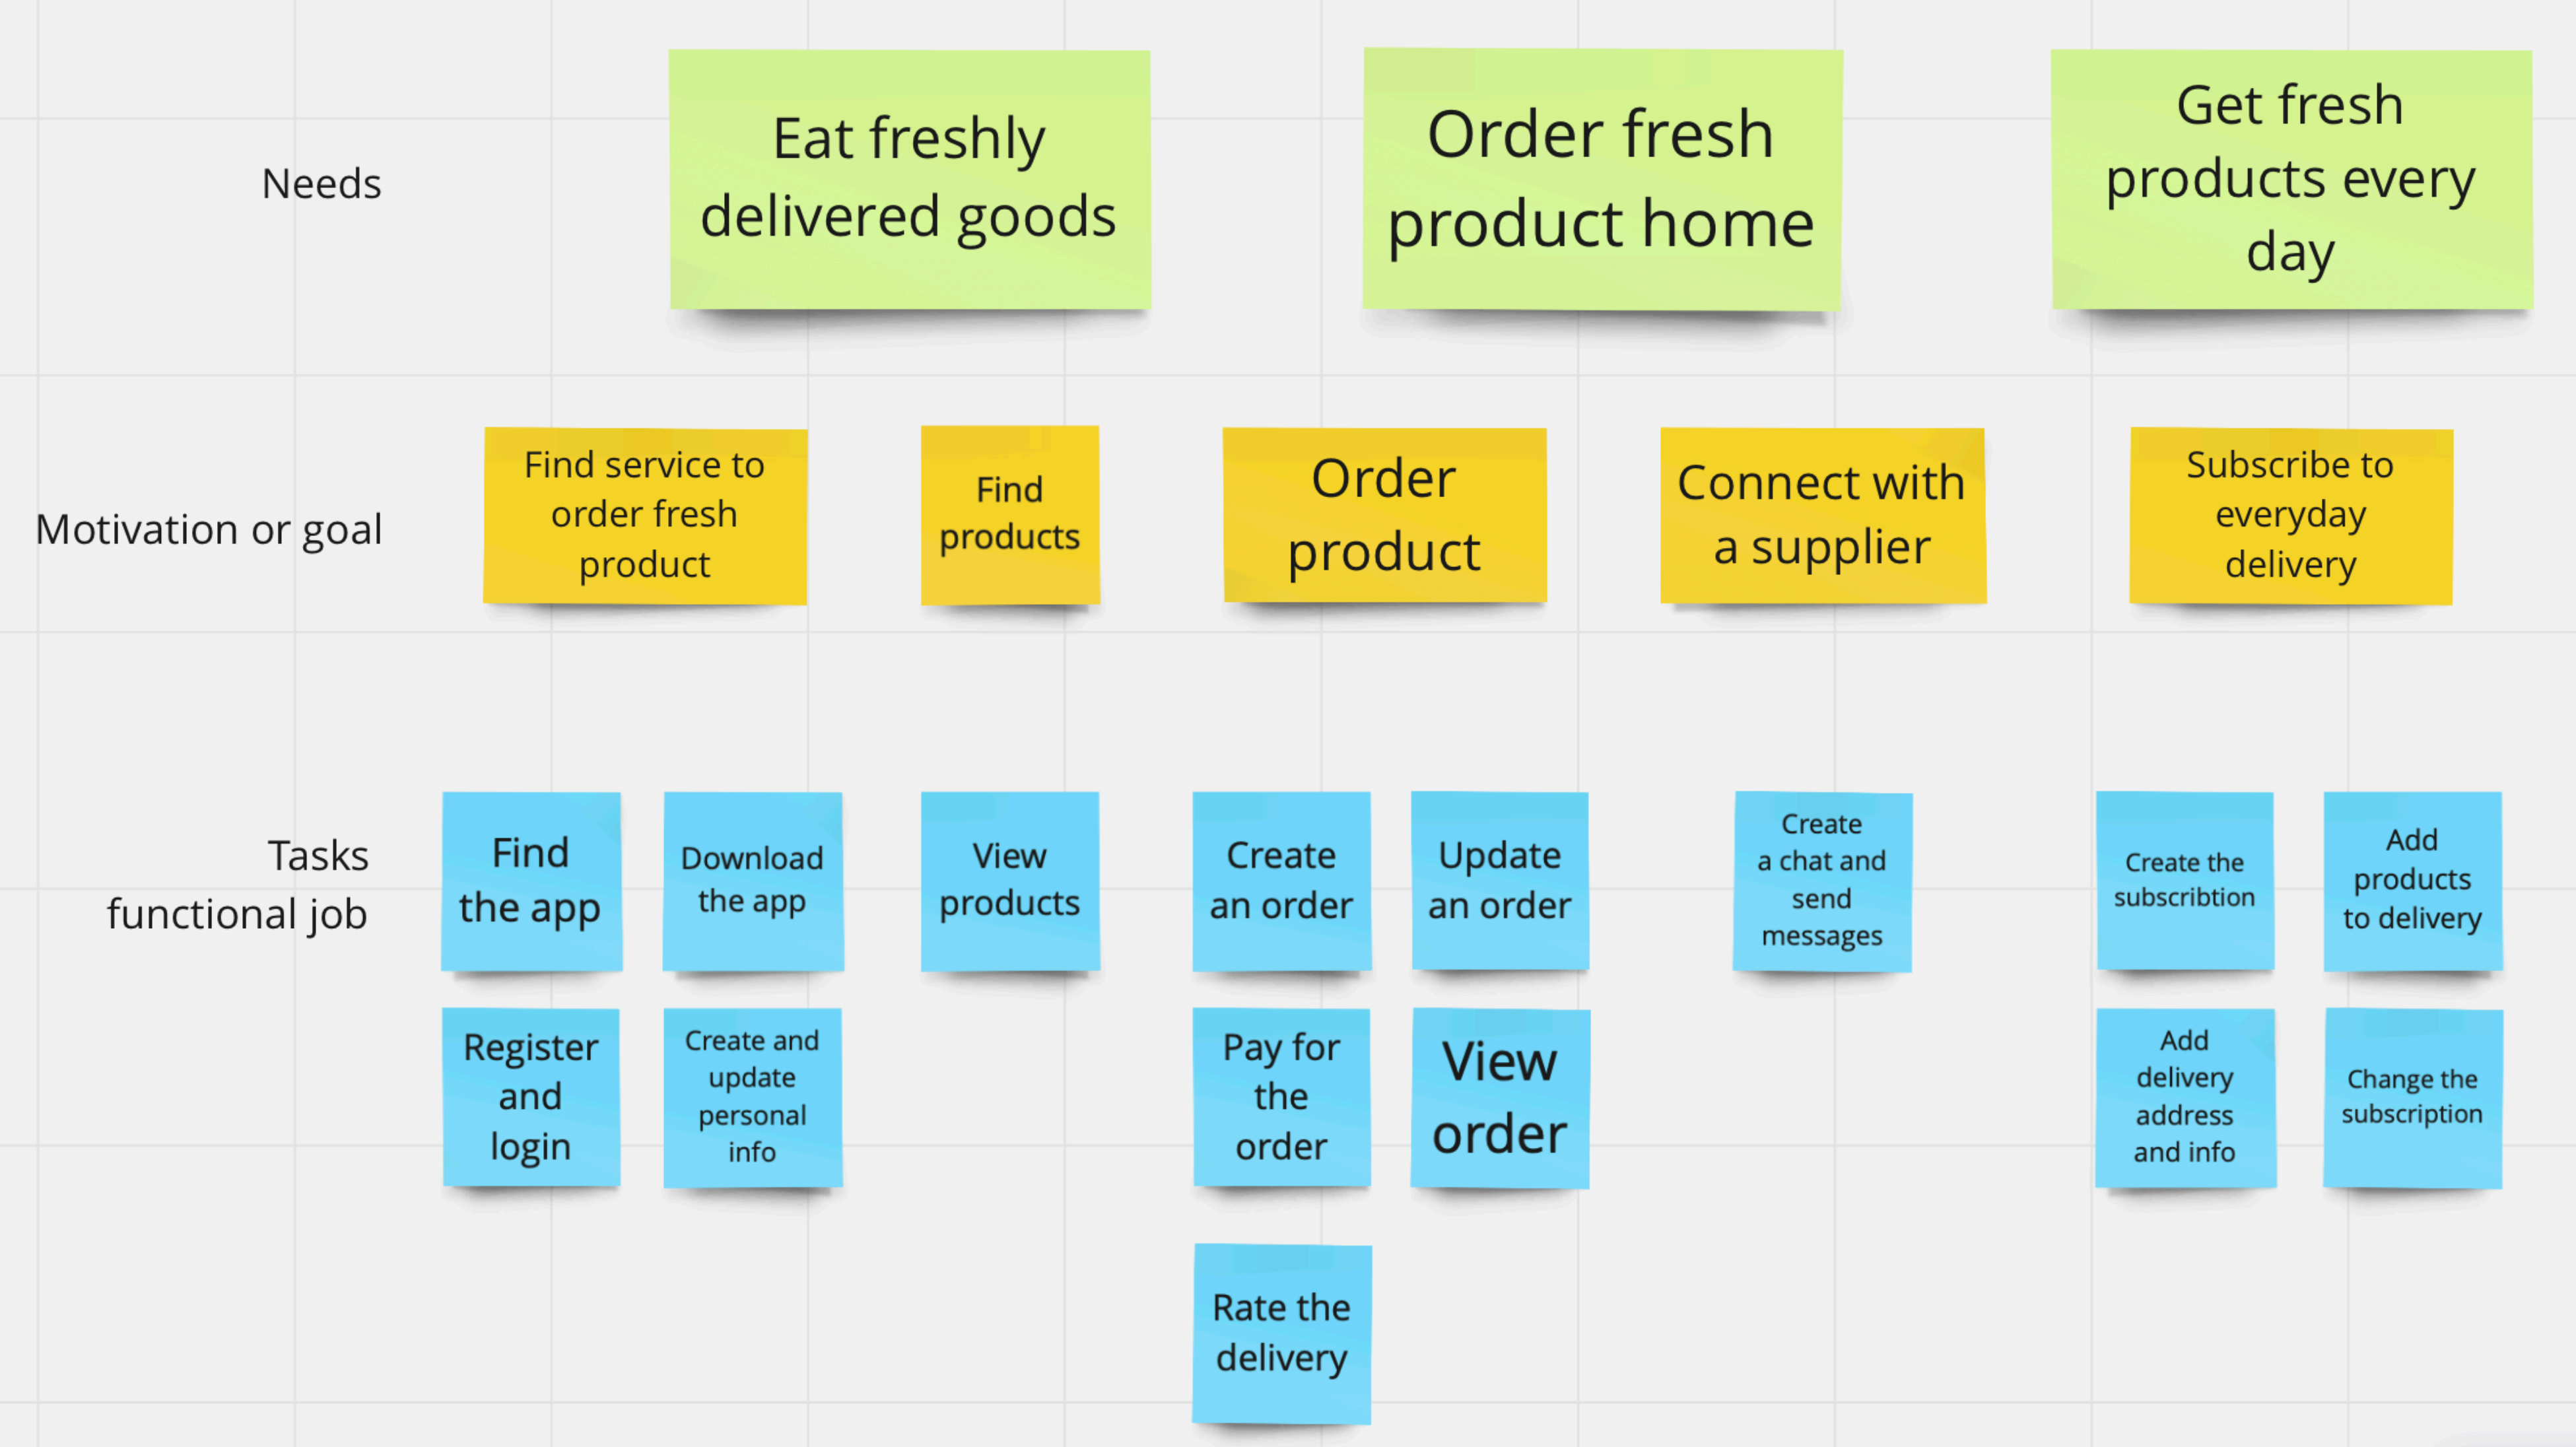 Needs
Eat freshly
delivered goods
Order fresh
product home
Get fresh
products every
day
Motivation or goal
Find service to
order fresh
product
Find
products
Order
product
Connect with
a supplier
Subscribe to
everyday
delivery
Tasks
functional job
Find
the app
Download
the app
View
products
Create
an order
Update
an order
Create
a chat and
send
messages
Create the
subscribtion
Add
products
to delivery
Register
and
login
Create and
update
personal
info
Pay for
the
order
View
order
Add
delivery
address
and info
Change the
subscription
Rate the
delivery